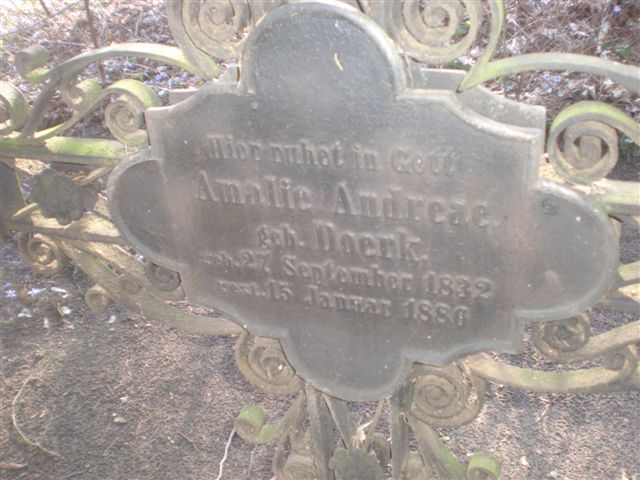 Hier ruhet in Gott
Amalie Andreae
geb. Doerk.
geb. 27. September 1832
gest. 15 Januar 1886